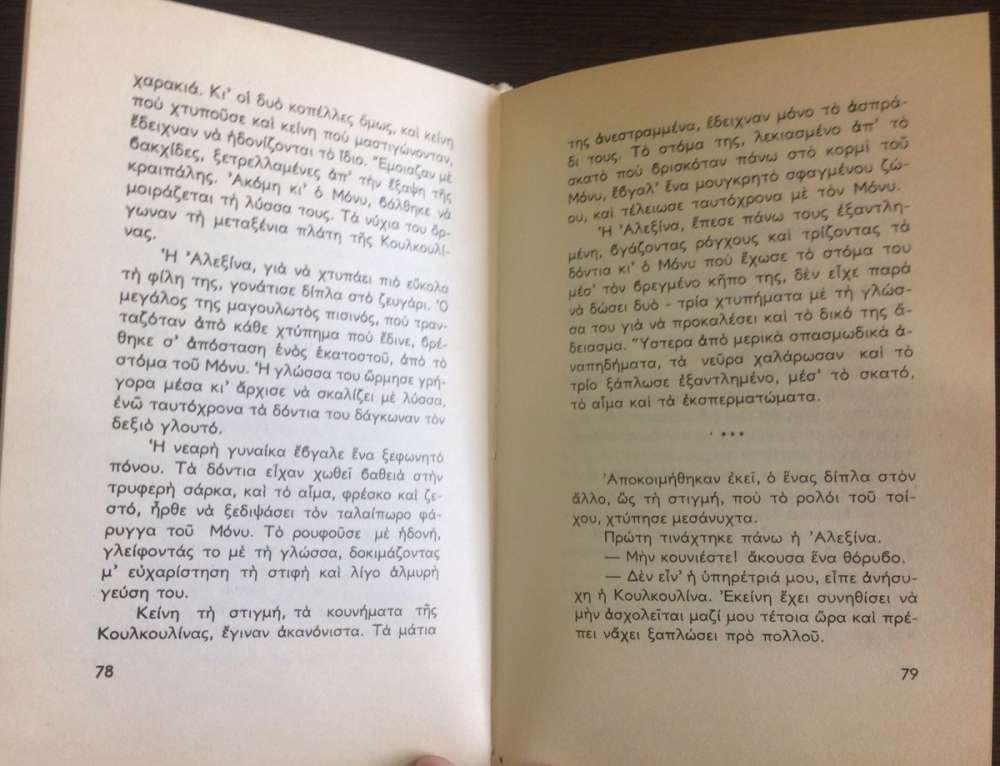 χαρακιά. Κι' οἱ δυὸ κοπέλλες ὅμως, καὶ κείνη
ποὺ χτυποῦσε καὶ κείνη ποὺ μαστιγώνονταν,
ἔδειχναν νὰ ἡδονίζονται τὸ ἴδιο. Ἔμοιαζαν μὲ
βακχίδες, ξετρελλαμένες ἀπ' τὴν ἔξαψη τῆς
κραιπάλης. Ἀκόμη κι' ὁ Μόνυ, βάλθηκε νὰ
μοιράζεται τὴ λύσσα τους. Τὰ νύχια του ὄρ-
γωναν τὴ μεταξένια πλάτη τῆς Κουλκουλί-
νας.
Ἡ Ἀλεξίνα, γιὰ νὰ χτυπάει πιὸ εὔκολα
τὴ φίλη της, γονάτισε δίπλα στὸ ζευγάρι. Ὁ
μεγάλος της μαγουλωτὸς πισινός, ποὺ τραν-
ταζόταν ἀπὸ κάθε χτύπημα ποὺ ἔδινε, βρέ-
θηκε σ' ἀπόσταση ἑνὸς ἑκατοστοῦ, ἀπὸ τὸ
στόμα τοῦ Μόνυ. Ἡ γλώσσα του ὥρμησε γρή-
γορα μέσα κι' ἄρχισε νὰ σκαλίζει μὲ λύσσα,
ἐνῶ ταυτόχρονα τὰ δόντια του δάγκωναν τὸν
δεξιὸ γλουτό.
Ἡ νεαρὴ γυναίκα ἔβγαλε ἕνα ξεφωνητὸ
πόνου. Τὰ δόντια εἶχαν χωθεῖ βαθειὰ στὴν
τρυφερὴ σάρκα, καὶ τὸ αἷμα, φρέσκο καὶ ζε-
στό, ἦρθε νὰ ξεδιψάσει τὸν ταλαίπωρο φά-
ρυγγα τοῦ Μόνυ. Τὸ ρουφοῦσε μὲ ἡδονή,
γλείφοντάς το μὲ τὴ γλώσσα, δοκιμάζοντας
μ' εὐχαρίστηση τὴ στιφὴ καὶ λίγο ἁλμυρὴ
γεύση του.
Κείνη τὴ στιγμή, τὰ κουνήματα τῆς
Κουλκουλίνας, ἔγιναν ἀκανόνιστα. Τὰ μάτια
78
της ἀνεστραμμένα, ἔδειχναν μόνο τὸ ἀσπρά-
δι τους. Τὸ στόμα της, λεκιασμένο ἀπ' τὸ
σκατὸ ποὺ βρισκόταν πάνω στὸ κορμὶ τοῦ
Μόνυ, ἔβγαλ' ἕνα μουγκρητὸ σφαγμένου ζώ-
ου, καὶ τέλειωσε ταυτόχρονα μὲ τὸν Μόνυ.
Ἡ Ἀλεξίνα, ἔπεσε πάνω τους ἐξαντλη-
μένη, βγάζοντας ρόγχους καὶ τρίζοντας τὰ
δόντια κι' ὁ Μόνυ ποὺ ἔχωσε τὸ στόμα του
μέσ' τὸν βρεγμένο κῆπο της, δὲν εἶχε παρὰ
νὰ δώσει δυὸ - τρία χτυπήματα μὲ τὴ γλώσ-
σα του γιὰ νὰ προκαλέσει καὶ τὸ δικό της ἄ-
δειασμα. Ὕστερα ἀπὸ μερικὰ σπασμωδικὰ ἀ-
ναπηδήματα, τὰ νεῦρα χαλάρωσαν καὶ τὸ
τρίο ξάπλωσε ἐξαντλημένο, μέσ' τὸ σκατό,
τὸ αἷμα καὶ τὰ ἐκσπερματώματα.
* ***
Ἀποκοιμήθηκαν ἐκεῖ, ὁ ἕνας δίπλα στὸν
ἄλλο, ὣς τὴ στιγμή, ποὺ τὸ ρολόι τοῦ τοί-
χου, χτύπησε μεσάνυχτα.
Πρώτη τινάχτηκε πάνω ἡ Ἀλεξίνα.
— Μὴν κουνιέστε! ἄκουσα ἕνα θόρυβο.
— Δὲν εἶν' ἡ ὑπηρέτριά μου, εἶπε ἀνήσυ-
χη ἡ Κουλκουλίνα. Ἐκείνη ἔχει συνηθίσει νὰ
μὴν ἀσχολεῖται μαζί μου τέτοια ὥρα καὶ πρέ-
πει νἄχει ξαπλώσει πρὸ πολλοῦ.
79